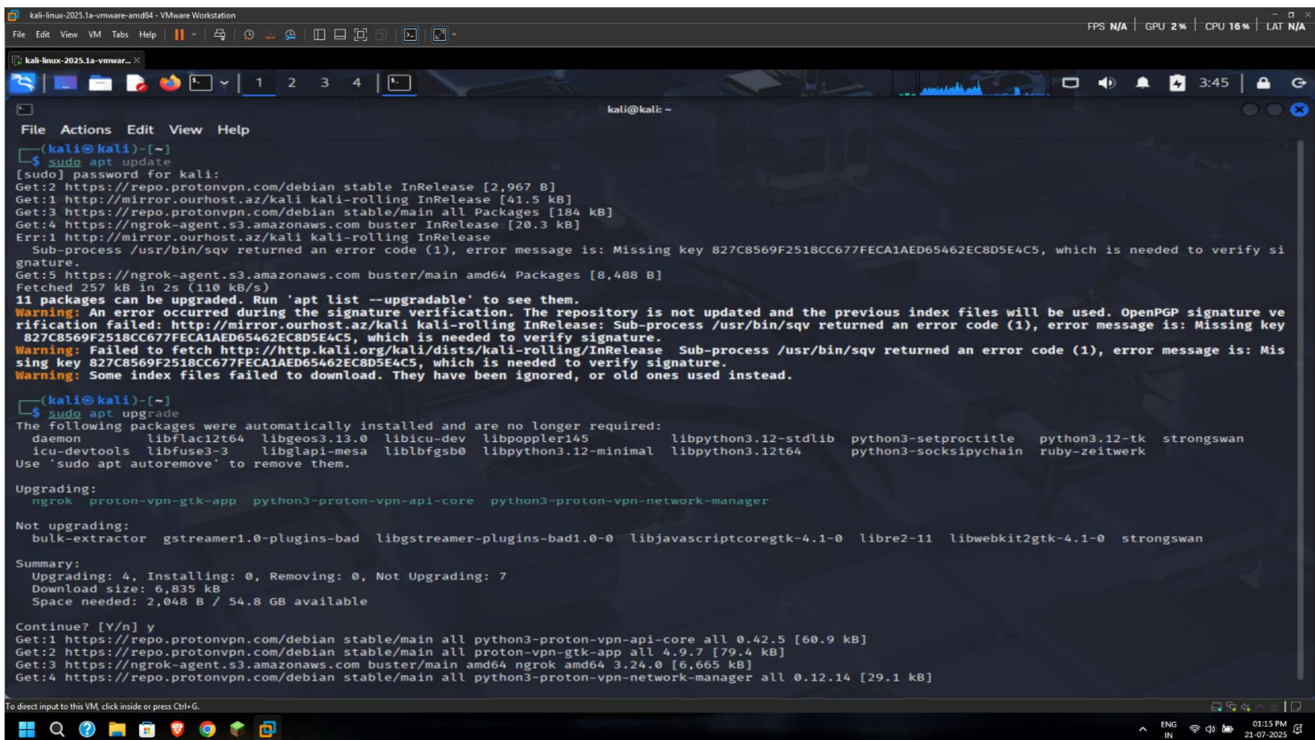 kali-linux-2025.1a-vmware-amd64 - VMware Workstation
FPS N/A | GPU 2% | CPU 16% | LAT N/A
File Edit View VM Tabs Help
kali-linux-2025.1a-vmwar...
1 2 3 4
3:45
kali@kali: ~
File Actions Edit View Help
(kali㉿kali)-[~]
$ sudo apt update
[sudo] password for kali:
Get:2 https://repo.protonvpn.com/debian stable InRelease [2,967 B]
Get:1 http://mirror.ourhost.az/kali kali-rolling InRelease [41.5 kB]
Get:3 https://repo.protonvpn.com/debian stable/main all Packages [184 kB]
Get:4 https://ngrok-agent.s3.amazonaws.com buster InRelease [20.3 kB]
Err:1 http://mirror.ourhost.az/kali kali-rolling InRelease
Sub-process /usr/bin/sqv returned an error code (1), error message is: Missing key 827C8569F2518CC677FECA1AED65462EC8D5E4C5, which is needed to verify si
gnature.
Get:5 https://ngrok-agent.s3.amazonaws.com buster/main amd64 Packages [8,488 B]
Fetched 257 kB in 2s (110 kB/s)
11 packages can be upgraded. Run 'apt list --upgradable' to see them.
Warning: An error occurred during the signature verification. The repository is not updated and the previous index files will be used. OpenPGP signature ve
rification failed: http://mirror.ourhost.az/kali kali-rolling InRelease: Sub-process /usr/bin/sqv returned an error code (1), error message is: Missing key
827C8569F2518CC677FECA1AED65462EC8D5E4C5, which is needed to verify signature.
Warning: Failed to fetch http://http.kali.org/kali/dists/kali-rolling/InRelease  Sub-process /usr/bin/sqv returned an error code (1), error message is: Mis
sing key 827C8569F2518CC677FECA1AED65462EC8D5E4C5, which is needed to verify signature.
Warning: Some index files failed to download. They have been ignored, or old ones used instead.
(kali㉿kali)-[~]
$ sudo apt upgrade
The following packages were automatically installed and are no longer required:
daemon libflac12t64 libgeos3.13.0 libicu-dev libpoppler145 libpython3.12-stdlib python3-setproctitle python3.12-tk strongswan
icu-devtools libfuse3-3 libglapi-mesa liblbfgsb0 libpython3.12-minimal libpython3.12t64 python3-socksipychain ruby-zeitwerk
Use 'sudo apt autoremove' to remove them.
Upgrading:
ngrok proton-vpn-gtk-app python3-proton-vpn-api-core python3-proton-vpn-network-manager
Not upgrading:
bulk-extractor gstreamer1.0-plugins-bad libgstreamer-plugins-bad1.0-0 libjavascriptcoregtk-4.1-0 libre2-11 libwebkit2gtk-4.1-0 strongswan
Summary:
Upgrading: 4, Installing: 0, Removing: 0, Not Upgrading: 7
Download size: 6,835 kB
Space needed: 2,048 B / 54.8 GB available
Continue? [Y/n] y
Get:1 https://repo.protonvpn.com/debian stable/main all python3-proton-vpn-api-core all 0.42.5 [60.9 kB]
Get:2 https://repo.protonvpn.com/debian stable/main all proton-vpn-gtk-app all 4.9.7 [79.4 kB]
Get:3 https://ngrok-agent.s3.amazonaws.com buster/main amd64 ngrok amd64 3.24.0 [6,665 kB]
Get:4 https://repo.protonvpn.com/debian stable/main all python3-proton-vpn-network-manager all 0.12.14 [29.1 kB]
To direct input to this VM, click inside or press Ctrl+G.
ENG
IN
01:15 PM
21-07-2025